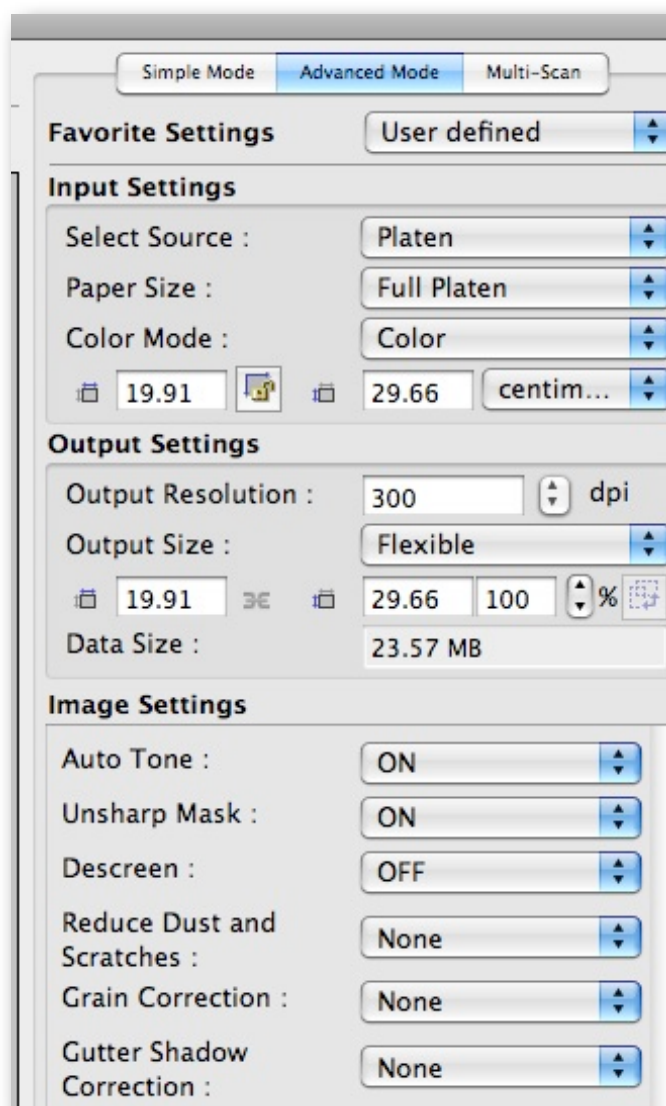 Simple Mode Advanced Mode Multi-Scan
Favorite Settings User defined
Input Settings
Select Source : Platen
Paper Size : Full Platen
Color Mode : Color
19.91 29.66 centim...
Output Settings
Output Resolution : 300 dpi
Output Size : Flexible
19.91 29.66 100 %
Data Size : 23.57 MB
Image Settings
Auto Tone : ON
Unsharp Mask : ON
Descreen : OFF
Reduce Dust and
Scratches : None
Grain Correction : None
Gutter Shadow
Correction : None